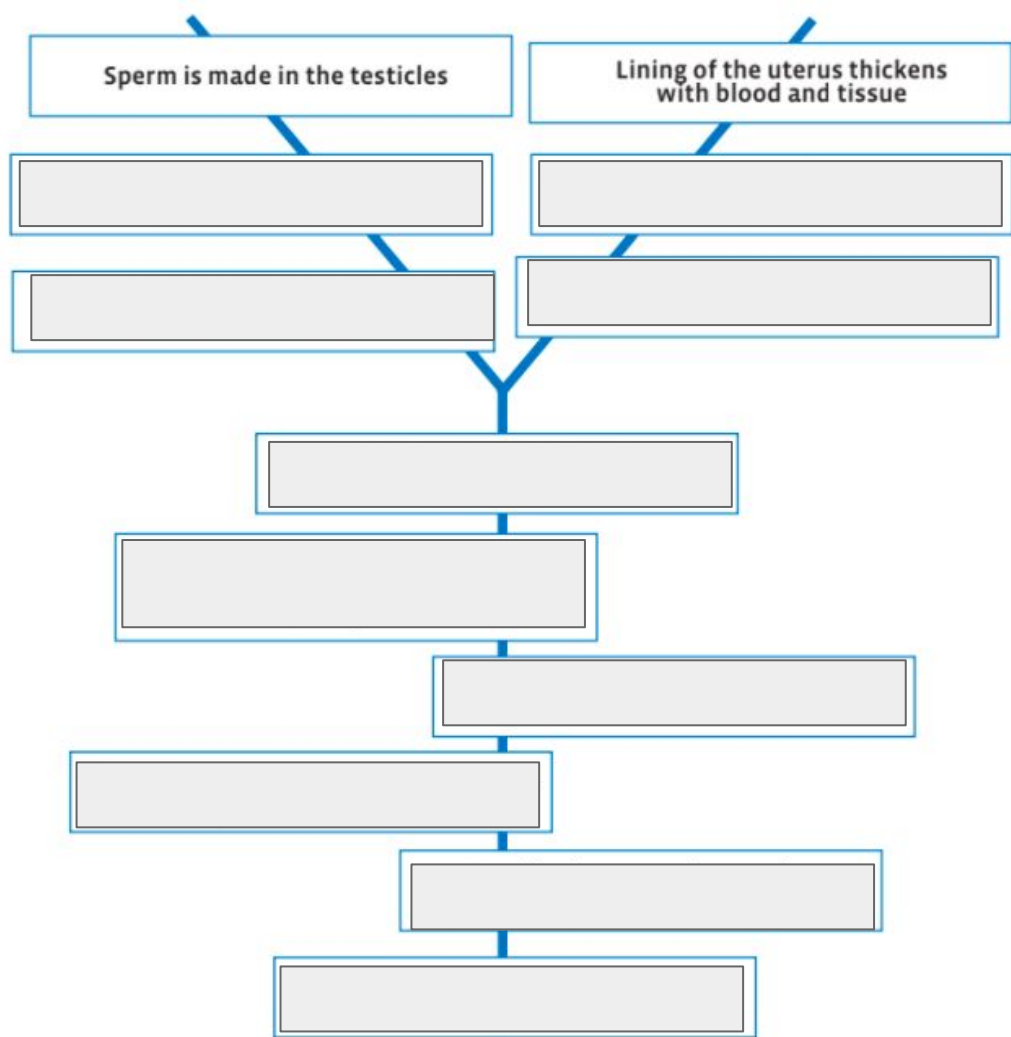 Sperm is made in the testicles
Lining of the uterus thickens
with blood and tissue